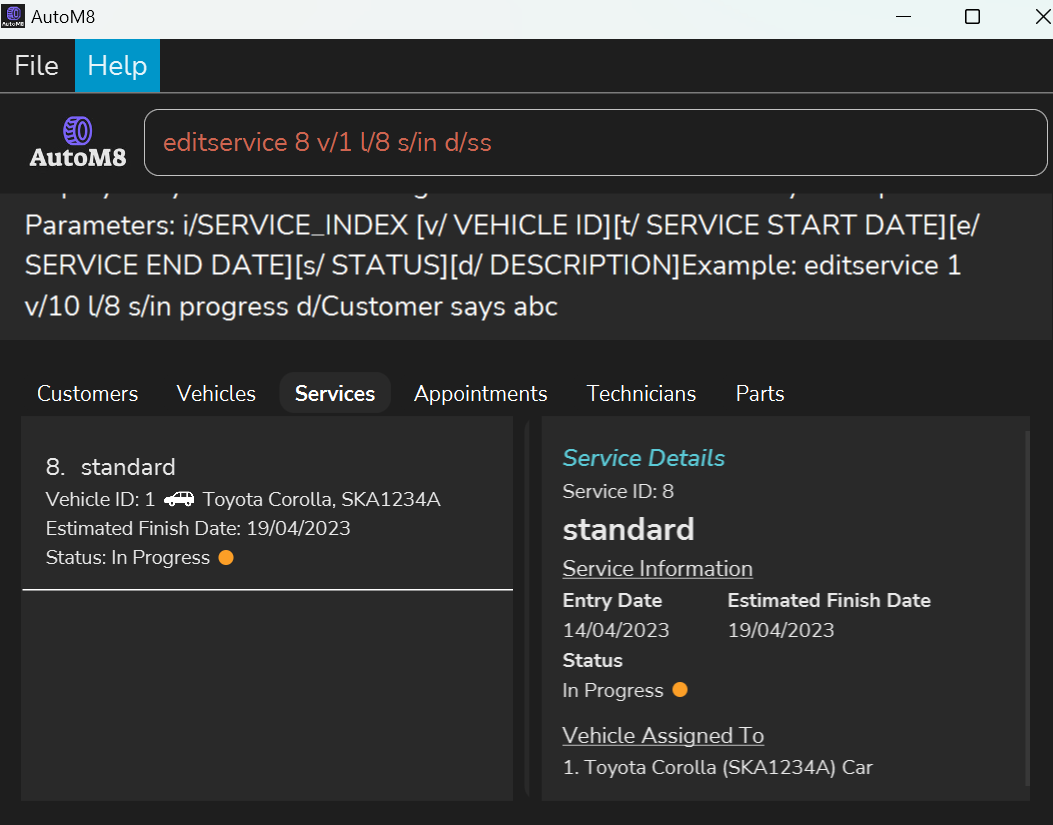 AutoM8
File Help
AutoM8
editservice 8 v/1 l/8 s/in d/ss
Parameters: i/SERVICE_INDEX [v/ VEHICLE ID][t/ SERVICE START DATE][e/
SERVICE END DATE][s/ STATUS][d/ DESCRIPTION]Example: editservice 1
v/10 l/8 s/in progress d/Customer says abc
Customers Vehicles Services Appointments Technicians Parts
8. standard
Vehicle ID: 1 Toyota Corolla, SKA1234A
Estimated Finish Date: 19/04/2023
Status: In Progress
Service Details
Service ID: 8
standard
Service Information
Entry Date Estimated Finish Date
14/04/2023 19/04/2023
Status
In Progress
Vehicle Assigned To
1. Toyota Corolla (SKA1234A) Car